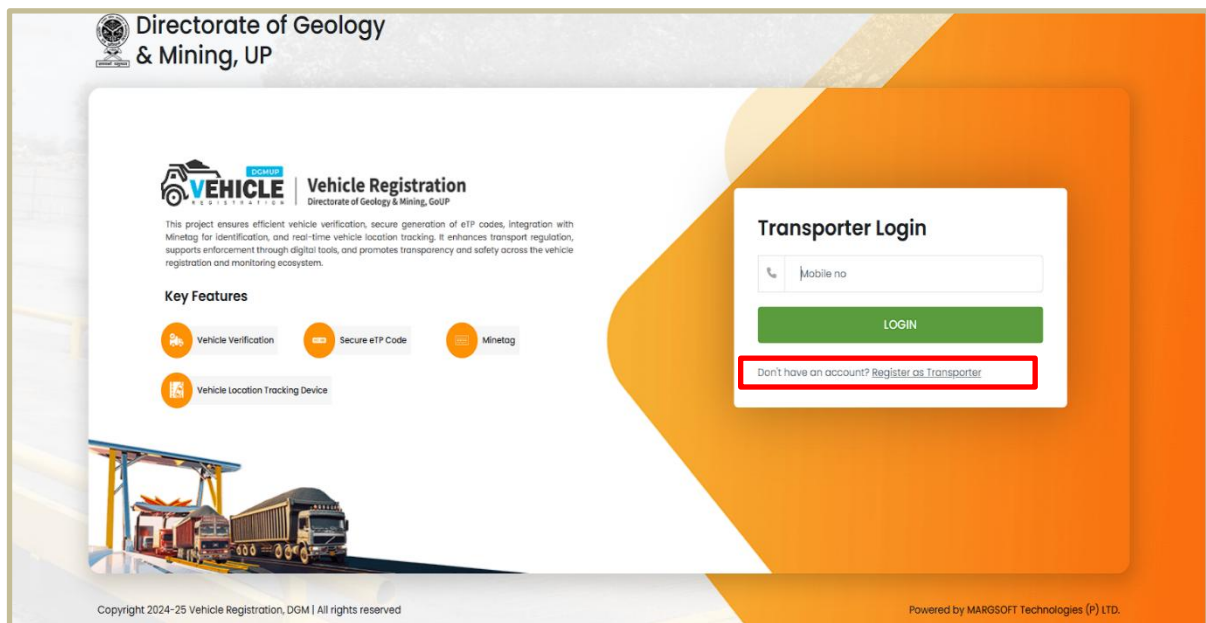 Directorate of Geology
& Mining, UP
DGMUP
VEHICLE
REGISTRATION
Vehicle Registration
Directorate of Geology & Mining, GoUP
This project ensures efficient vehicle verification, secure generation of eTP codes, integration with
Minetag for identification, and real-time vehicle location tracking. It enhances transport regulation,
supports enforcement through digital tools, and promotes transparency and safety across the vehicle
registration and monitoring ecosystem.
Key Features
Vehicle Verification
Secure eTP Code
Minetag
Vehicle Location Tracking Device
Transporter Login
Mobile no
LOGIN
Don't have an account? Register as Transporter
Copyright 2024-25 Vehicle Registration, DGM | All rights reserved
Powered by MARGSOFT Technologies (P) LTD.